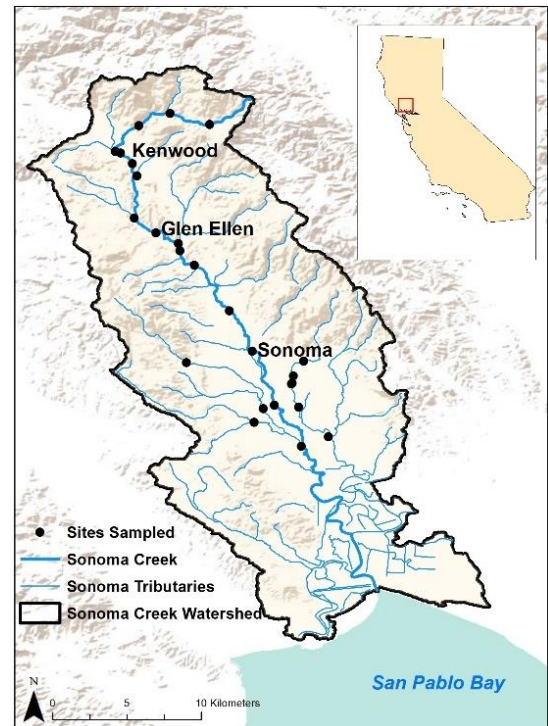 Kenwood
Glen Ellen
Sonoma
Sites Sampled
Sonoma Creek
Sonoma Tributaries
Sonoma Creek Watershed
San Pablo Bay
N
0 5 10 Kilometers